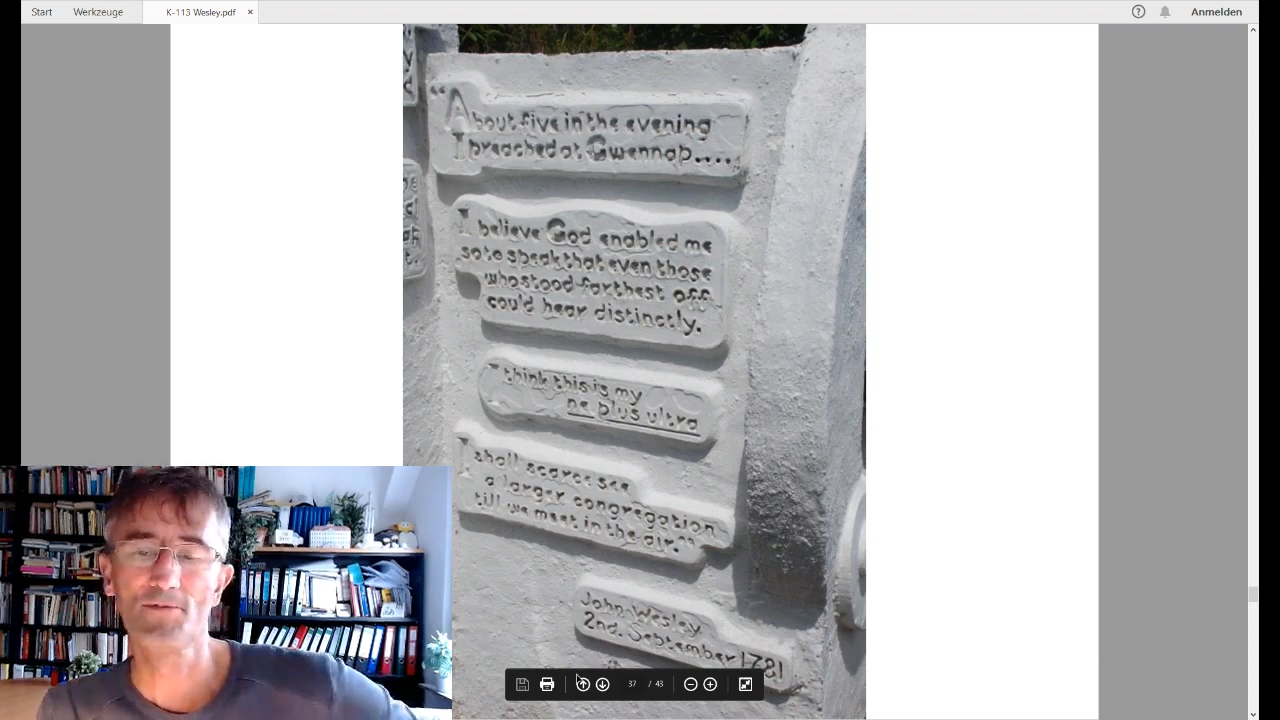 Start Werkzeuge K-113 Wesley.pdf × Anmelden
“About five in the evening
I preached at Gwennap....
I believe God enabled me
so to speak that even those
who stood farthest off
could hear distinctly.
I think this is my
ne plus ultra
I shall scarce see
a larger congregation
till we meet in the air.”
John Wesley
2nd. September 1781
37 / 43